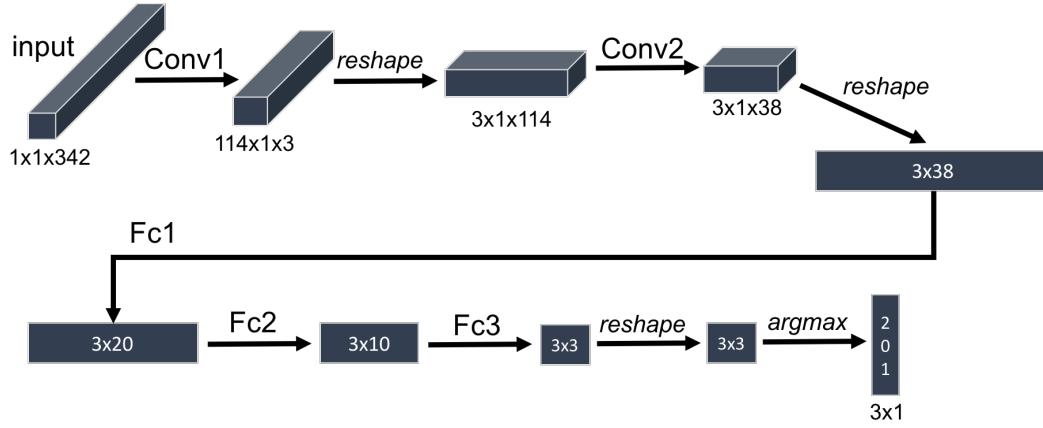 input
Conv1
reshape
Conv2
reshape
1x1x342
114x1x3
3x1x114
3x1x38
3x38
Fc1
3x20
Fc2
3x10
Fc3
3x3
reshape
3x3
argmax
2
0
1
3x1